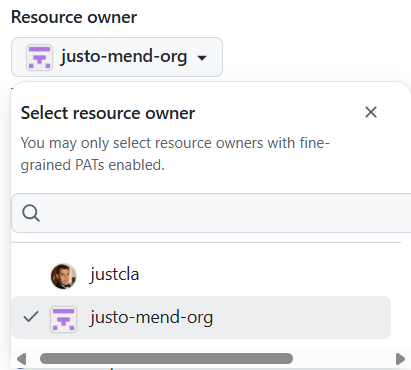 Resource owner
justo-mend-org
Select resource owner
You may only select resource owners with fine-
grained PATs enabled.
justcla
justo-mend-org